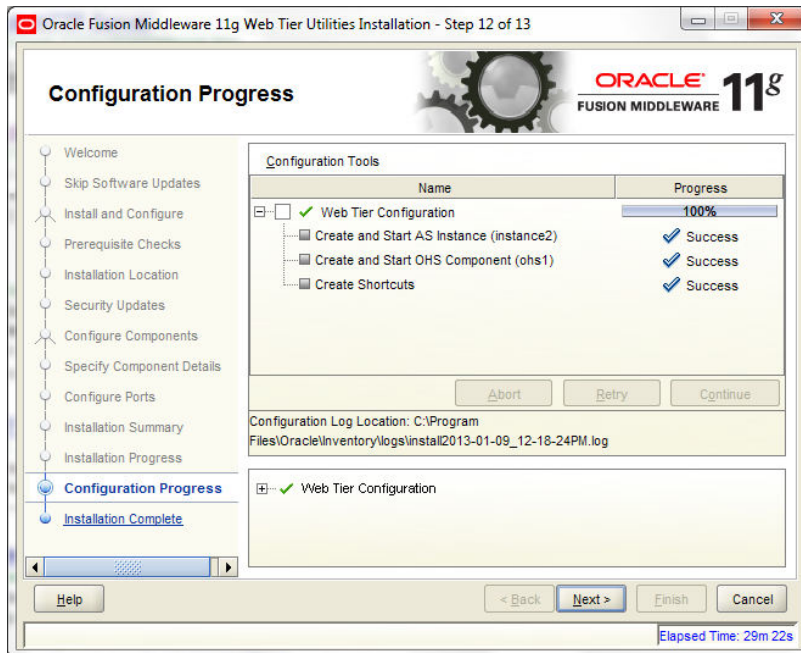 Oracle Fusion Middleware 11g Web Tier Utilities Installation - Step 12 of 13
Configuration Progress
ORACLE
FUSION MIDDLEWARE 11g
Welcome
Skip Software Updates
Install and Configure
Prerequisite Checks
Installation Location
Security Updates
Configure Components
Specify Component Details
Configure Ports
Installation Summary
Installation Progress
Configuration Progress
Installation Complete
Configuration Tools
Name Progress
Web Tier Configuration 100%
Create and Start AS Instance (instance2) Success
Create and Start OHS Component (ohs1) Success
Create Shortcuts Success
Abort Retry Continue
Configuration Log Location: C:\Program
Files\Oracle\Inventory\logs\install2013-01-09_12-18-24PM.log
Web Tier Configuration
Help < Back Next > Finish Cancel
Elapsed Time: 29m 22s